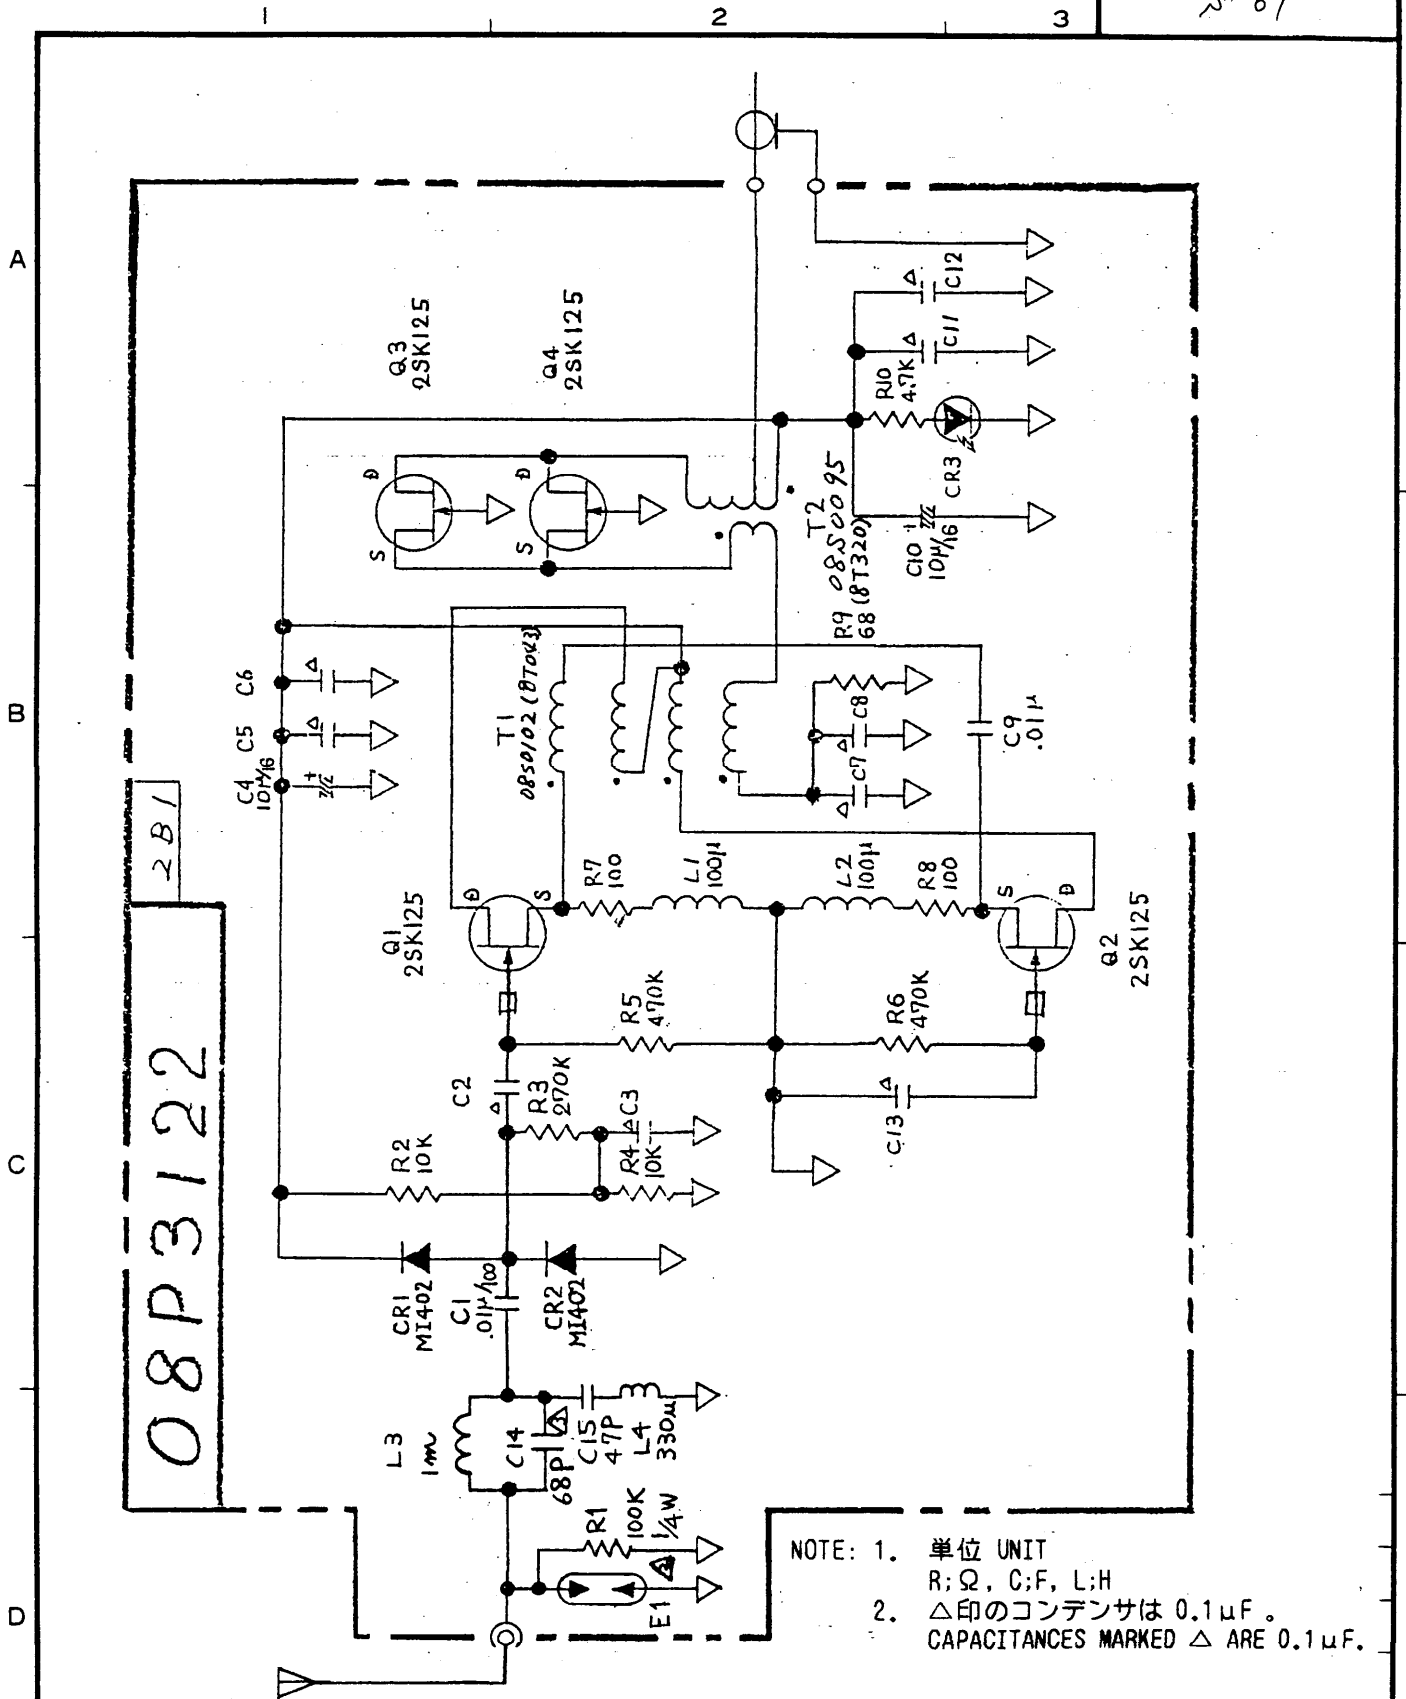 1
2
3
A
B
C
D
08P3122
2B1
Q3
2SK125
Q4
2SK125
D
S
D
S
C12
C11
R10
4.7K
CR3
C10
+
10μ/16
T2
08S0095
(8T320)
R9
68
C6
C5
C4
10μ/16
+
T1
0850102 (8T043)
C8
C7
C9
.01μ
Q1
2SK125
D
S
R7
100
L1
100μ
L2
100μ
R8
100
S
D
Q2
2SK125
R5
470K
R6
470K
C2
R3
270K
C3
R2
10K
R4
10K
C13
CR1
MI402
C1
.01μ/100
CR2
MI402
L3
1m
C14
68P
C15
47P
L4
330μ
R1
100K
1/4W
E1
NOTE: 1. 単位 UNIT
R;Ω, C;F, L;H
2. △印のコンデンサは 0.1μF。
CAPACITANCES MARKED △ ARE 0.1μF.